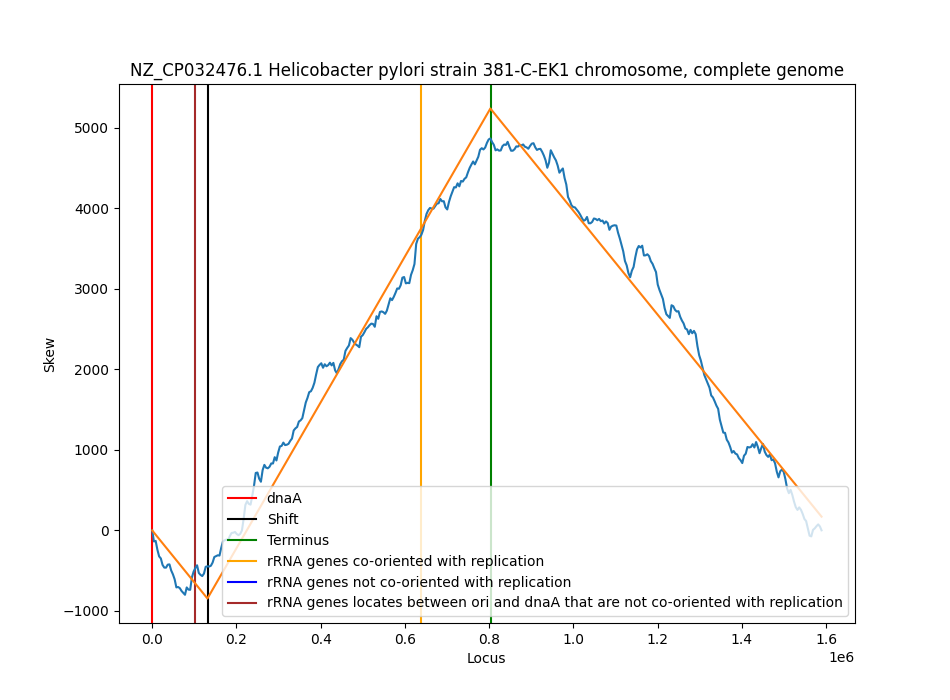 NZ_CP032476.1 Helicobacter pylori strain 381-C-EK1 chromosome, complete genome
5000
4000
3000
2000
1000
0
−1000
Skew
dnaA
Shift
Terminus
rRNA genes co-oriented with replication
rRNA genes not co-oriented with replication
rRNA genes locates between ori and dnaA that are not co-oriented with replication
0.0 0.2 0.4 0.6 0.8 1.0 1.2 1.4 1.6
1e6
Locus